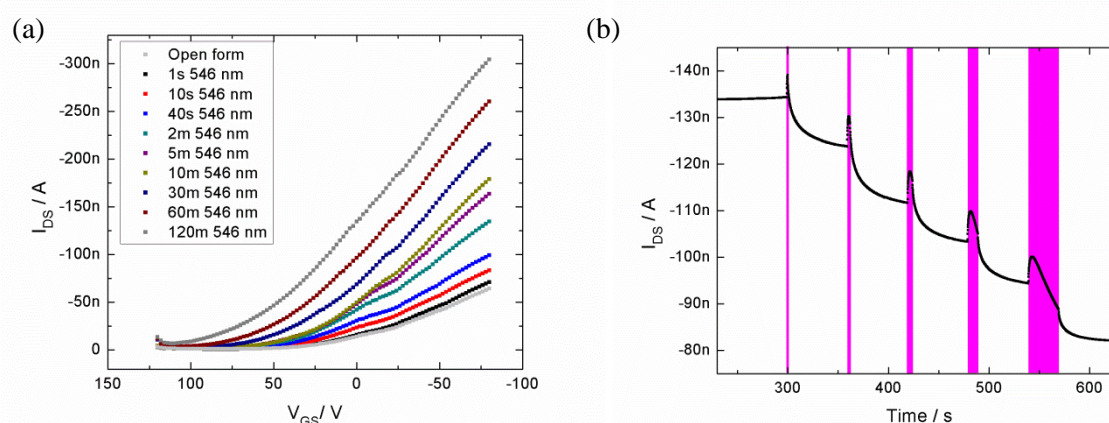 (a)
I_DS / A
-300n
-250n
-200n
-150n
-100n
-50n
0
Open form
1s 546 nm
10s 546 nm
40s 546 nm
2m 546 nm
5m 546 nm
10m 546 nm
30m 546 nm
60m 546 nm
120m 546 nm
150 100 50 0 -50 -100
V_GS/ V
(b)
I_DS / A
-140n
-130n
-120n
-110n
-100n
-90n
-80n
300 400 500 600
Time / s